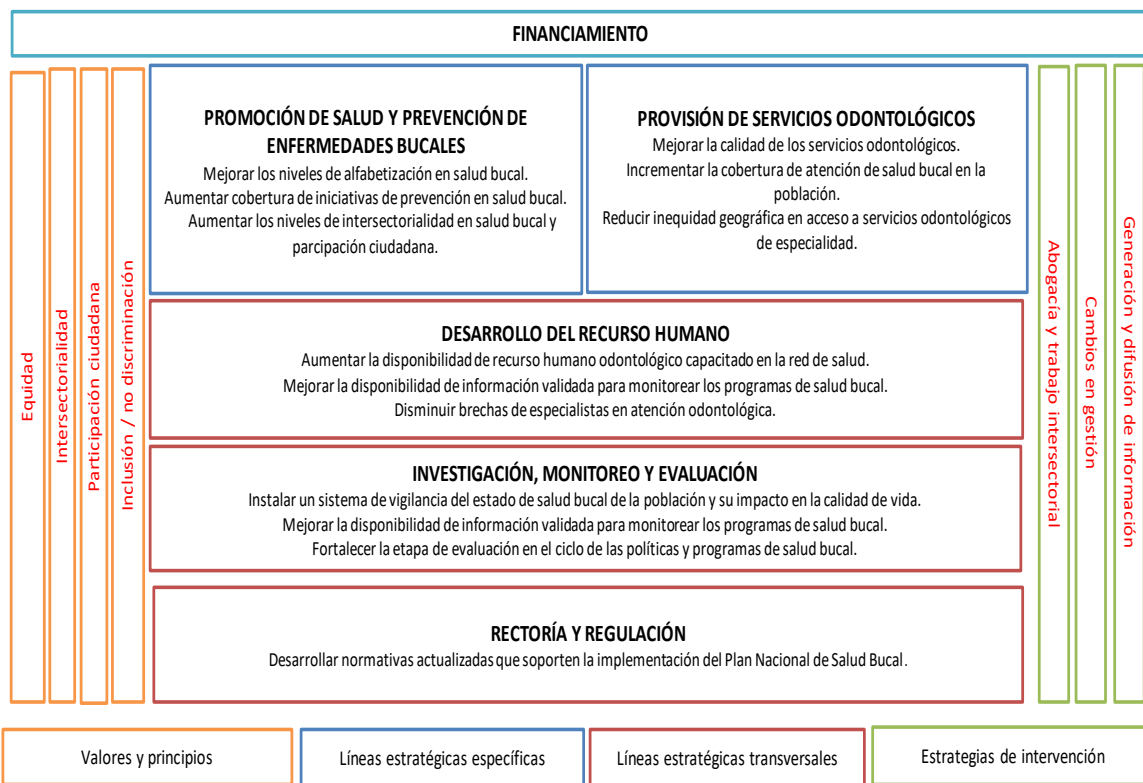 FINANCIAMIENTO
Equidad
Intersectorialidad
Participación ciudadana
Inclusión / no discriminación
PROMOCIÓN DE SALUD Y PREVENCIÓN DE
ENFERMEDADES BUCALES
Mejorar los niveles de alfabetización en salud bucal.
Aumentar cobertura de iniciativas de prevención en salud bucal.
Aumentar los niveles de intersectorialidad en salud bucal y
parcipación ciudadana.
PROVISIÓN DE SERVICIOS ODONTOLÓGICOS
Mejorar la calidad de los servicios odontológicos.
Incrementar la cobertura de atención de salud bucal en la
población.
Reducir inequidad geográfica en acceso a servicios odontológicos
de especialidad.
DESARROLLO DEL RECURSO HUMANO
Aumentar la disponibilidad de recurso humano odontológico capacitado en la red de salud.
Mejorar la disponibilidad de información validada para monitorear los programas de salud bucal.
Disminuir brechas de especialistas en atención odontológica.
INVESTIGACIÓN, MONITOREO Y EVALUACIÓN
Instalar un sistema de vigilancia del estado de salud bucal de la población y su impacto en la calidad de vida.
Mejorar la disponibilidad de información validada para monitorear los programas de salud bucal.
Fortalecer la etapa de evaluación en el ciclo de las políticas y programas de salud bucal.
RECTORÍA Y REGULACIÓN
Desarrollar normativas actualizadas que soporten la implementación del Plan Nacional de Salud Bucal.
Abogacía y trabajo intersectorial
Cambios en gestión
Generación y difusión de información
Valores y principios
Líneas estratégicas específicas
Líneas estratégicas transversales
Estrategias de intervención